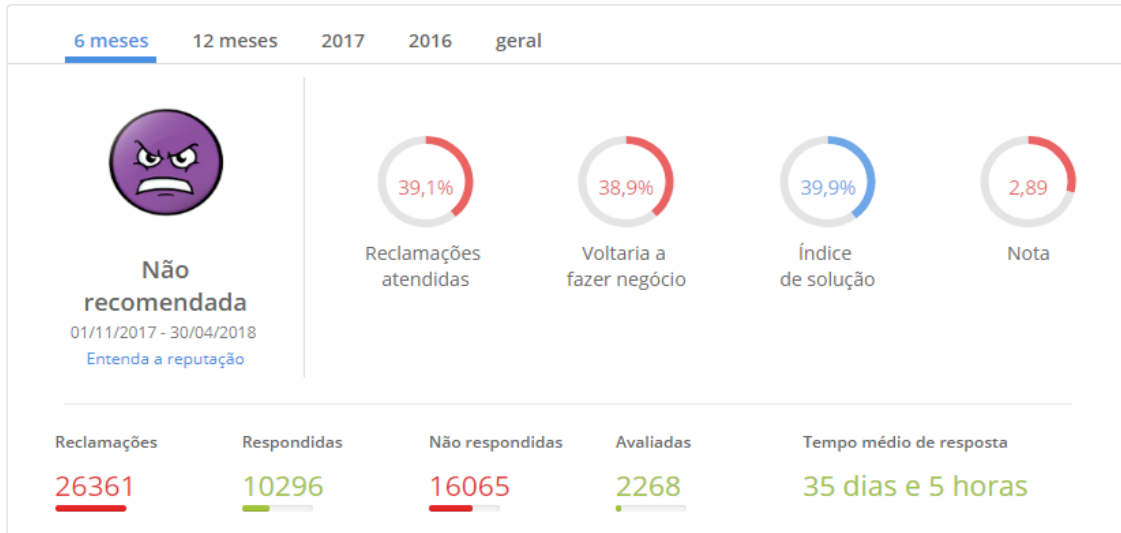 6 meses 12 meses 2017 2016 geral
39,1% 38,9% 39,9% 2,89
Reclamações atendidas
Voltaria a fazer negócio
Índice de solução
Nota
Não
recomendada
01/11/2017 - 30/04/2018
Entenda a reputação
Reclamações Respondidas Não respondidas Avaliadas Tempo médio de resposta
26361 10296 16065 2268 35 dias e 5 horas